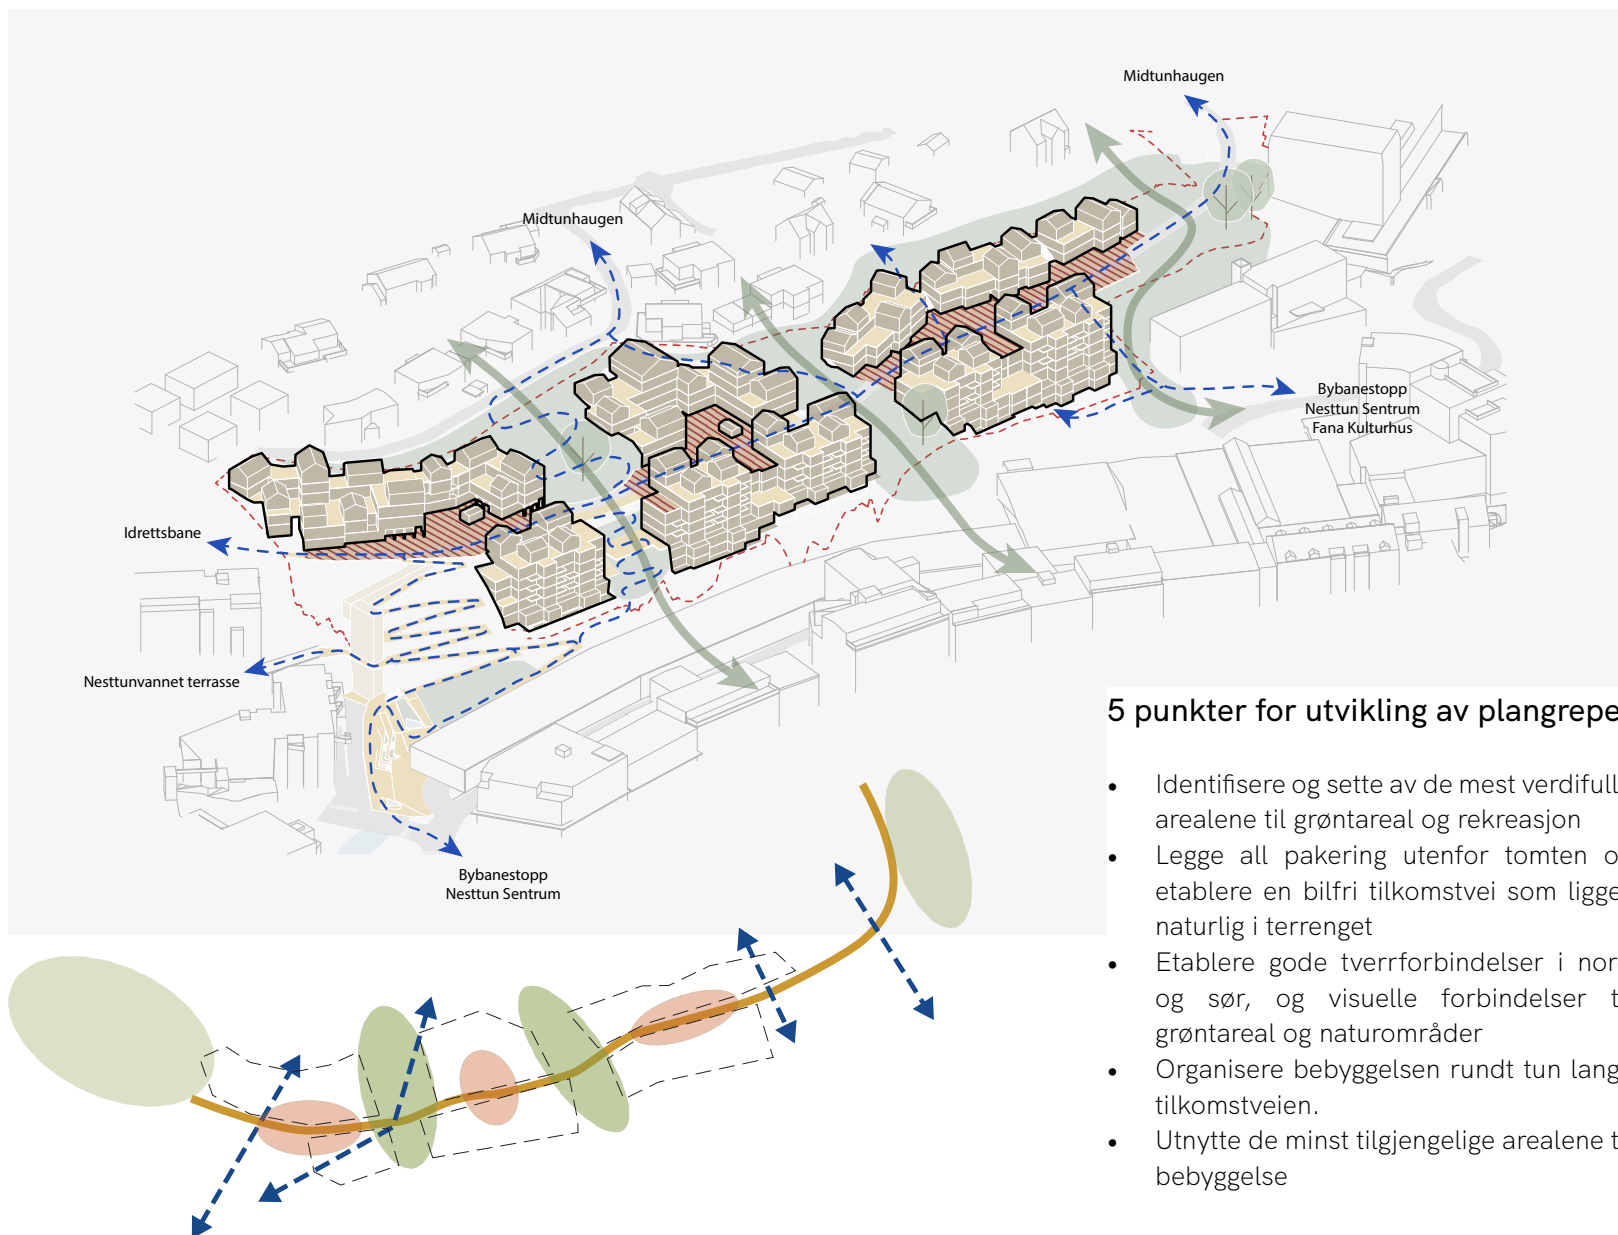 Midtunhaugen
Midtunhaugen
Bybanestopp
Nesttun Sentrum
Fana Kulturhus
Idrettsbane
Nesttunvannet terrasse
Bybanestopp
Nesttun Sentrum
5 punkter for utvikling av plangrepe
• Identifisere og sette av de mest verdifull
arealene til grøntareal og rekreasjon
• Legge all pakering utenfor tomten o
etablere en bilfri tilkomstvei som ligge
naturlig i terrenget
• Etablere gode tverrforbindelser i nor
og sør, og visuelle forbindelser t
grøntareal og naturområder
• Organisere bebyggelsen rundt tun lang
tilkomstveien.
• Utnytte de minst tilgjengelige arealene t
bebyggelse